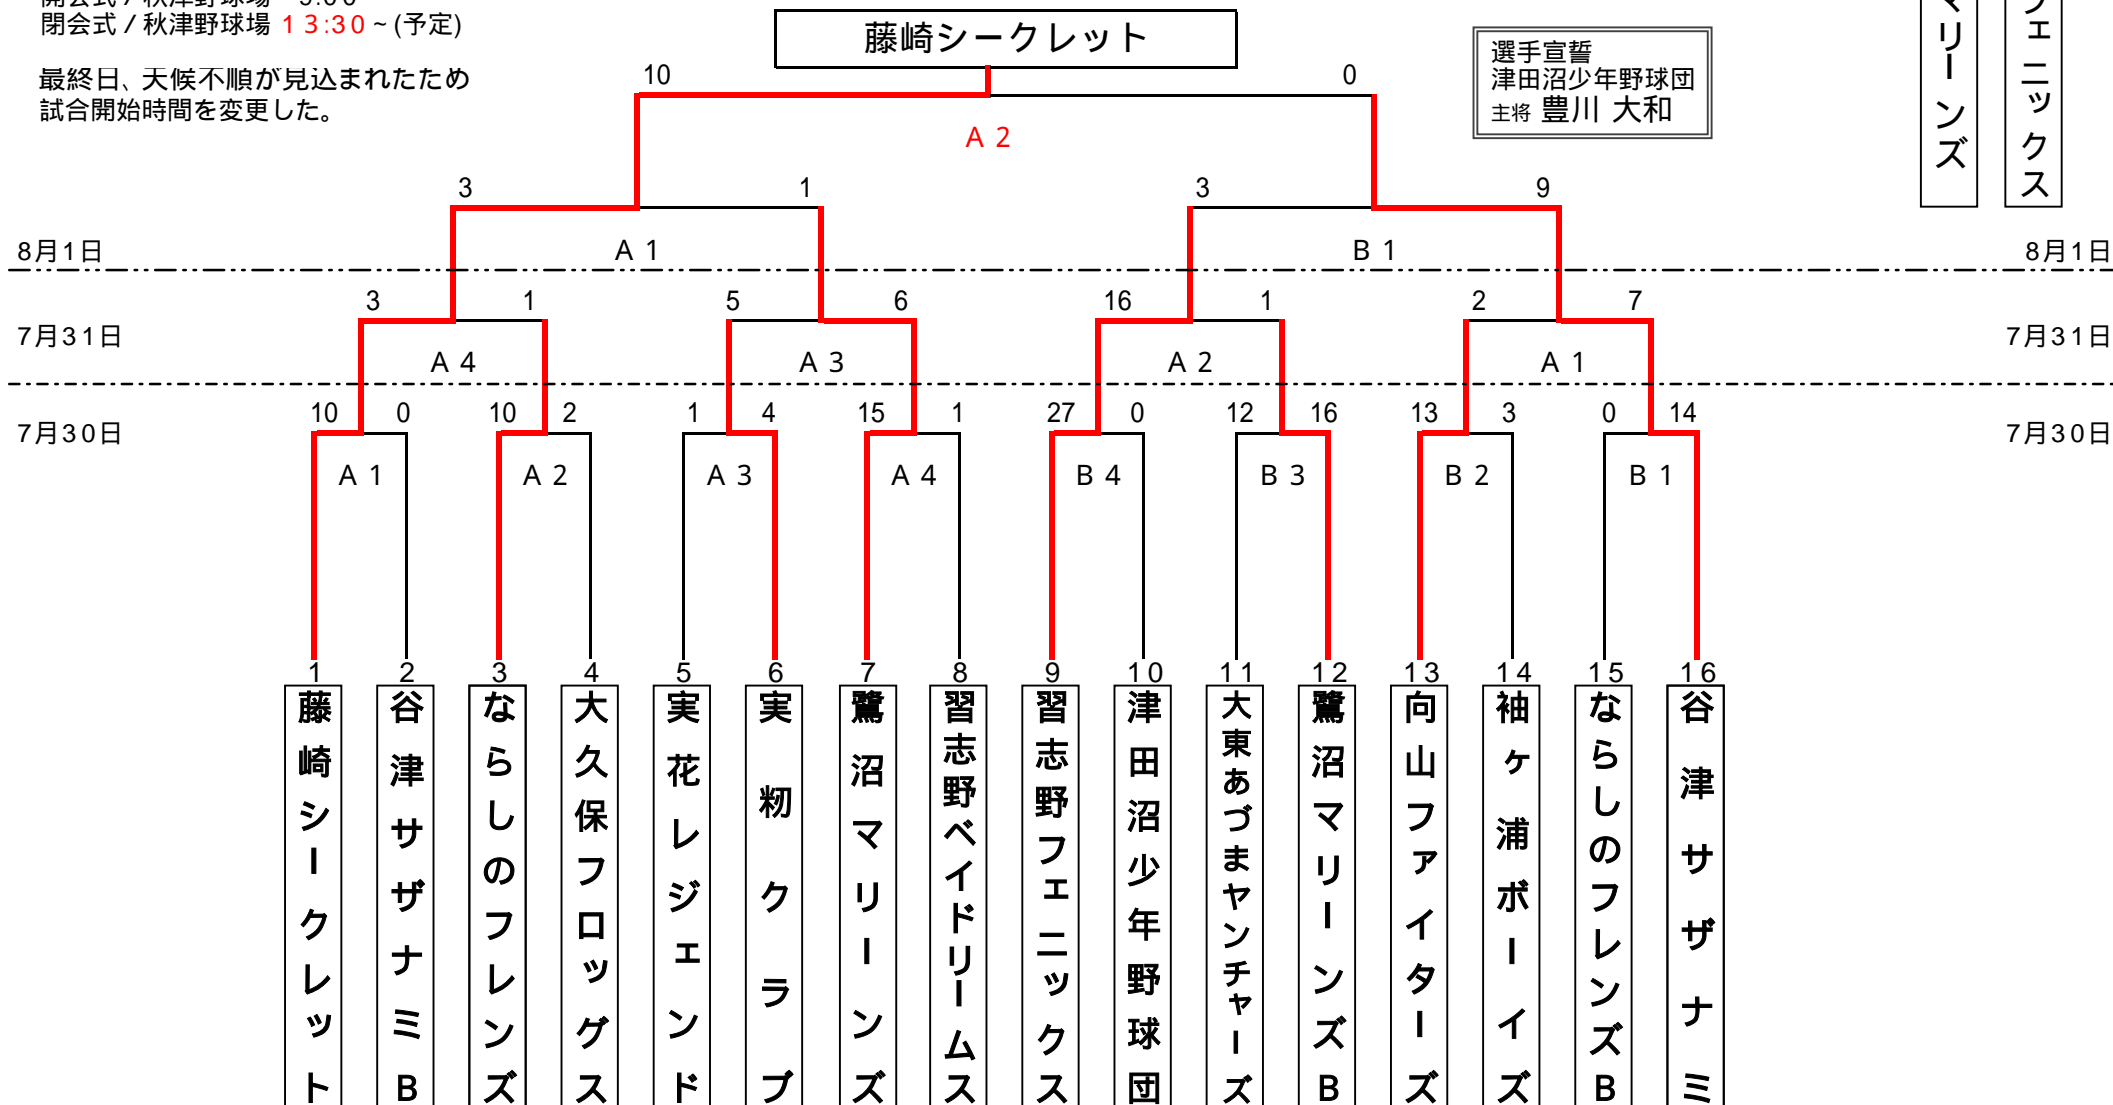 閉会式 / 秋津野球場 13:30 ~ (予定)
最終日、天候不順が見込まれたため
試合開始時間を変更した。
藤崎シークレット
選手宣誓
津田沼少年野球団
主将 豊川 大和
マリーンズ
フェニックス
10 0
A 2
3 1 3 9
8月1日 A 1 B 1 8月1日
3 1 5 6 16 1 2 7
7月31日 7月31日
A 4 A 3 A 2 A 1
10 0 10 2 1 4 15 1 27 0 12 16 13 3 0 14
7月30日 7月30日
A 1 A 2 A 3 A 4 B 4 B 3 B 2 B 1
1 2 3 4 5 6 7 8 9 10 11 12 13 14 15 16
藤崎シークレット
谷津サザナミB
ならしのフレンズ
大久保フロッグス
実花レジェンド
実籾クラブ
鷺沼マリーンズ
習志野ベイドリームス
習志野フェニックス
津田沼少年野球団
大東あづまヤンチャーズ
鷺沼マリーンズB
向山ファイターズ
袖ヶ浦ボーイズ
ならしのフレンズB
谷津サザナミ